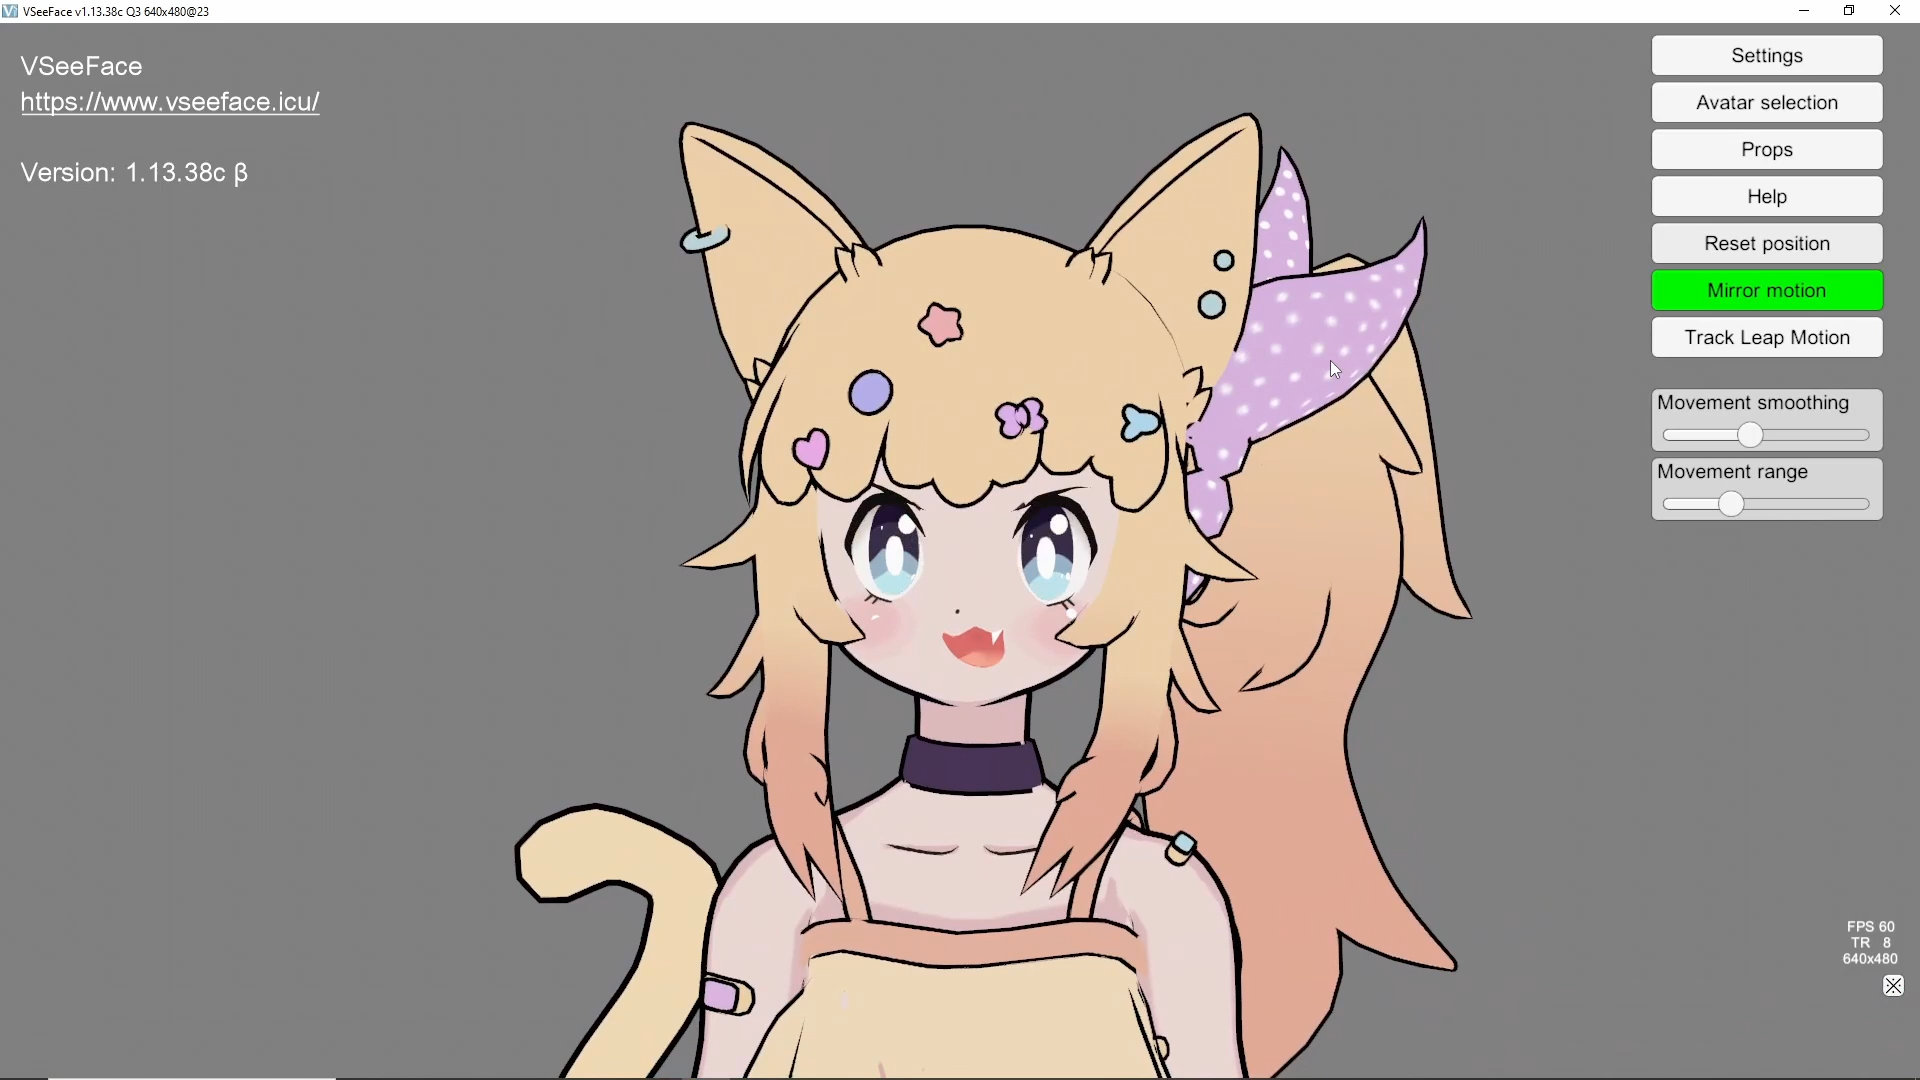 VSeeFace v1.13.38c Q3 640x480@23
VSeeFace
https://www.vseeface.icu/
Version: 1.13.38c β
Settings
Avatar selection
Props
Help
Reset position
Mirror motion
Track Leap Motion
Movement smoothing
Movement range
FPS 60
TR 8
640x480